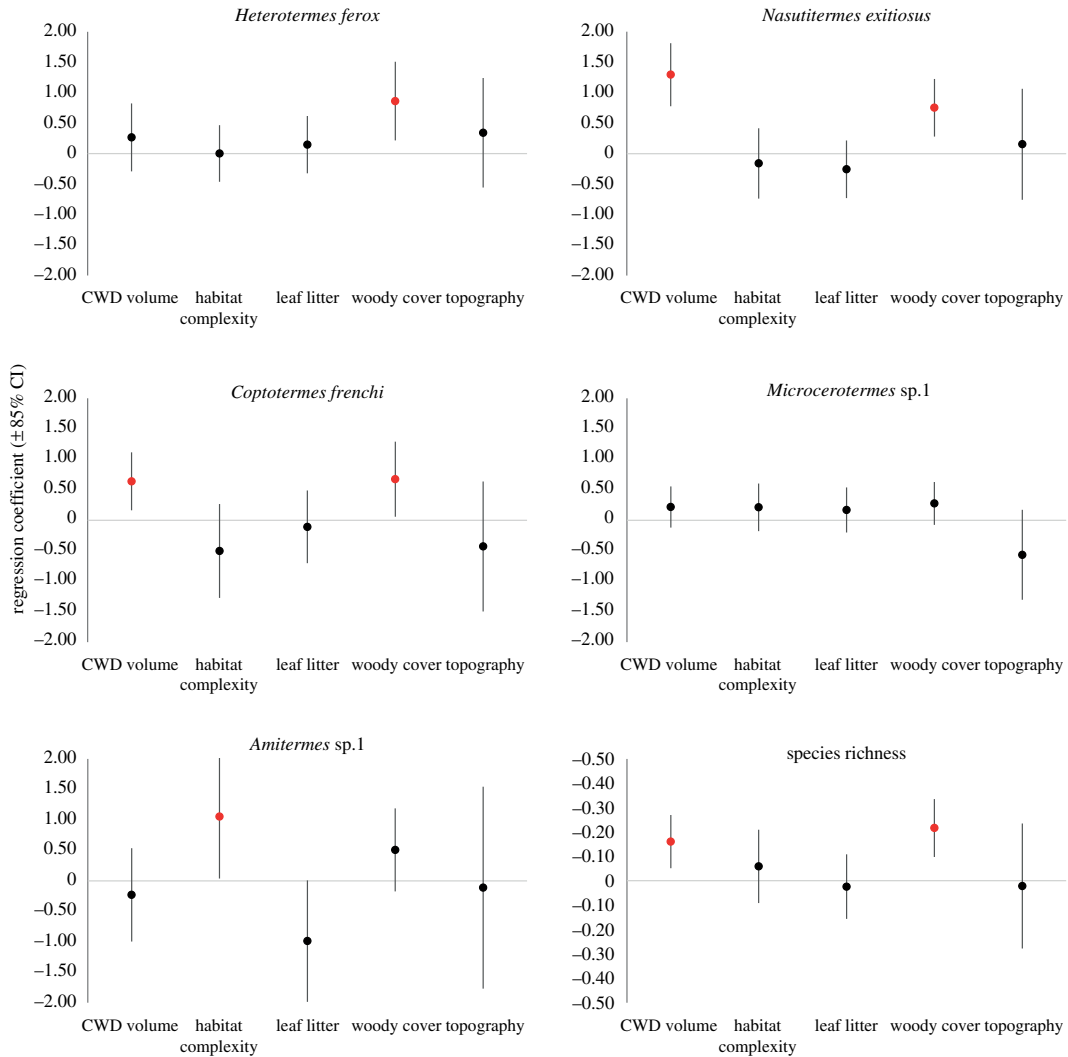 Heterotermes ferox
2.00
1.50
1.00
0.50
0
–0.50
–1.00
–1.50
–2.00
CWD volume habitat leaf litter woody cover topography
complexity
Nasutitermes exitiosus
2.00
1.50
1.00
0.50
0
–0.50
–1.00
–1.50
–2.00
CWD volume habitat leaf litter woody cover topography
complexity
regression coefficient (±85% CI)
Coptotermes frenchi
2.00
1.50
1.00
0.50
0
–0.50
–1.00
–1.50
–2.00
CWD volume habitat leaf litter woody cover topography
complexity
Microcerotermes sp.1
2.00
1.50
1.00
0.50
0
–0.50
–1.00
–1.50
–2.00
CWD volume habitat leaf litter woody cover topography
complexity
Amitermes sp.1
2.00
1.50
1.00
0.50
0
–0.50
–1.00
–1.50
–2.00
CWD volume habitat leaf litter woody cover topography
complexity
species richness
–0.50
–0.40
–0.30
–0.20
–0.10
0
–0.10
–0.20
–0.30
–0.40
–0.50
CWD volume habitat leaf litter woody cover topography
complexity